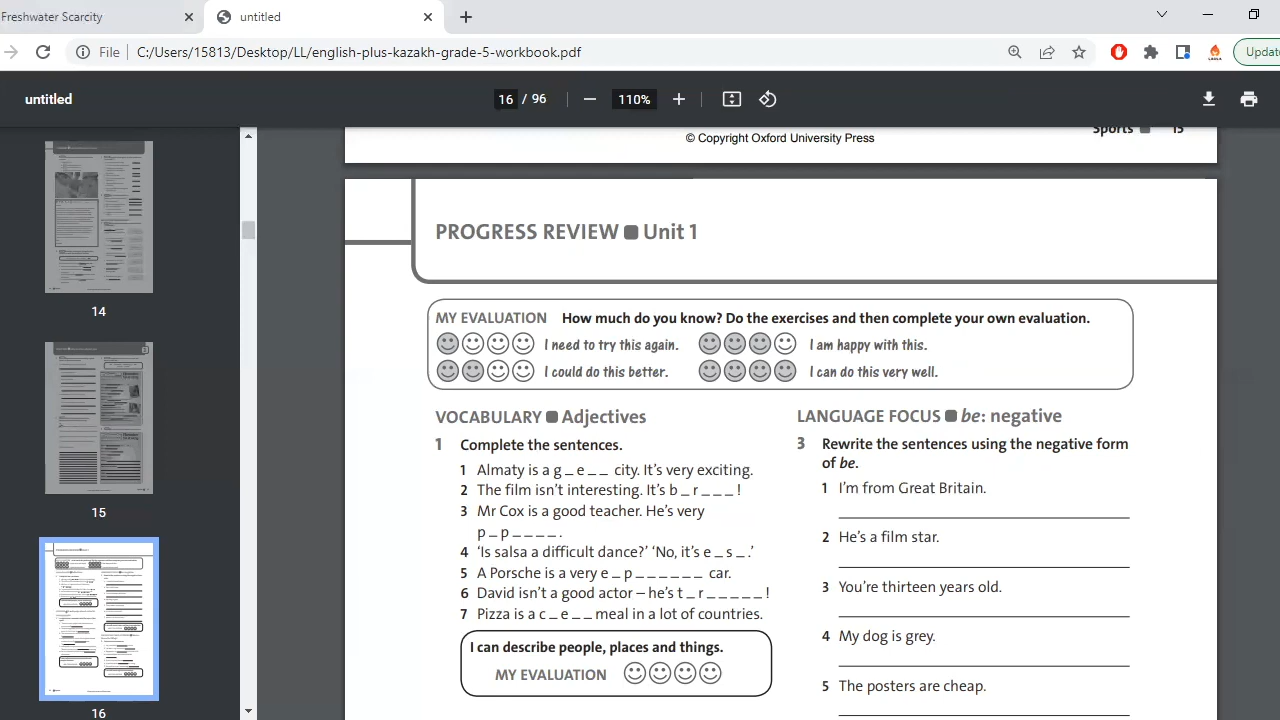 Freshwater Scarcity
untitled
File C:/Users/15813/Desktop/LL/english-plus-kazakh-grade-5-workbook.pdf
untitled
16 / 96
110%
© Copyright Oxford University Press
Sports ■ 15
PROGRESS REVIEW ■ Unit 1
MY EVALUATION How much do you know? Do the exercises and then complete your own evaluation.
I need to try this again.
I am happy with this.
I could do this better.
I can do this very well.
VOCABULARY ■ Adjectives
1 Complete the sentences.
1 Almaty is a g _ e _ _ city. It's very exciting.
2 The film isn't interesting. It's b _ r _ _ _ !
3 Mr Cox is a good teacher. He's very
p _ p _ _ _ _ .
4 'Is salsa a difficult dance?' 'No, it's e _ s _ .'
5 A Porsche is a very e _ p _ _ _ _ _ _ car.
6 David isn't a good actor – he's t _ r _ _ _ _ _ !
7 Pizza is a _ _ e _ _ _ meal in a lot of countries.
I can describe people, places and things.
MY EVALUATION
LANGUAGE FOCUS ■ be: negative
3 Rewrite the sentences using the negative form
of be.
1 I'm from Great Britain.
2 He's a film star.
3 You're thirteen years old.
4 My dog is grey.
5 The posters are cheap.
14
15
16